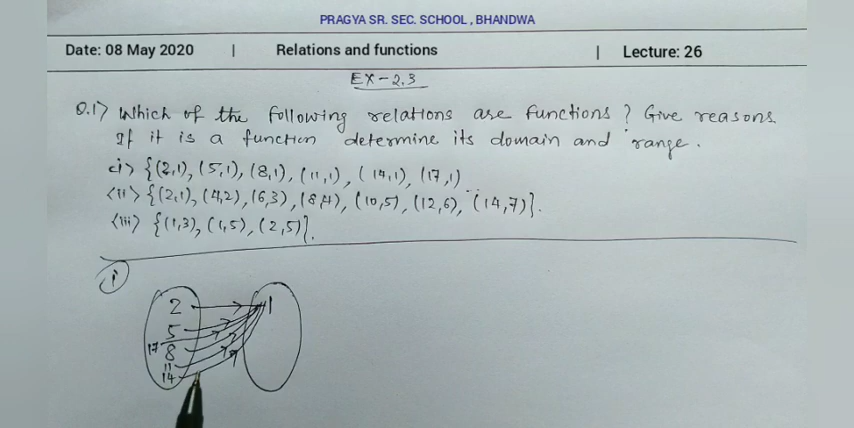 PRAGYA SR. SEC. SCHOOL, BHANDWA
Date: 08 May 2020 | Relations and functions | Lecture: 26
EX-2.3
Q.1> Which of the following relations are functions? Give reasons.
If it is a function determine its domain and range.
<i> {(2,1), (5,1), (8,1), (11,1), (14,1), (17,1)
<ii> {(2,1), (4,2), (6,3), (8,4), (10,5), (12,6), (14,7)}.
<iii> {(1,3), (1,5), (2,5)}.
i
2 1
5
17 8
11
14